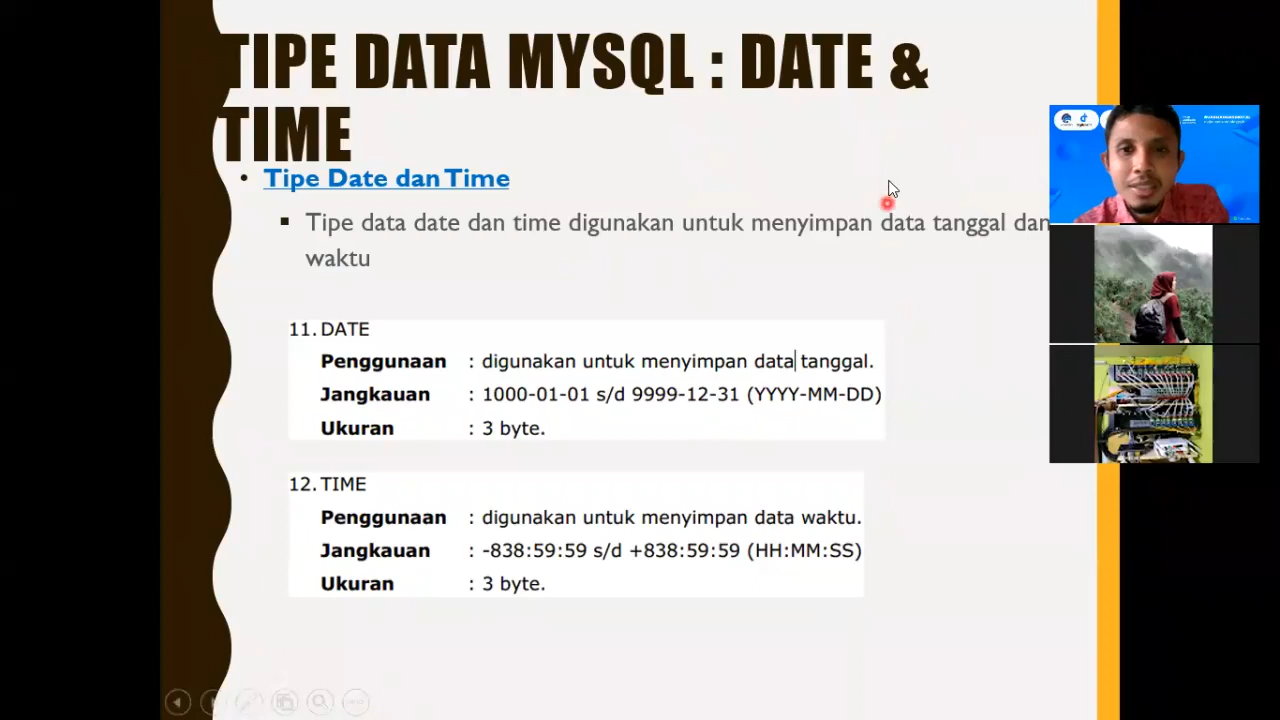 TIPE DATA MYSQL : DATE &
TIME
• Tipe Date dan Time
▪ Tipe data date dan time digunakan untuk menyimpan data tanggal dan
waktu
11. DATE
Penggunaan : digunakan untuk menyimpan data tanggal.
Jangkauan : 1000-01-01 s/d 9999-12-31 (YYYY-MM-DD)
Ukuran : 3 byte.
12. TIME
Penggunaan : digunakan untuk menyimpan data waktu.
Jangkauan : -838:59:59 s/d +838:59:59 (HH:MM:SS)
Ukuran : 3 byte.